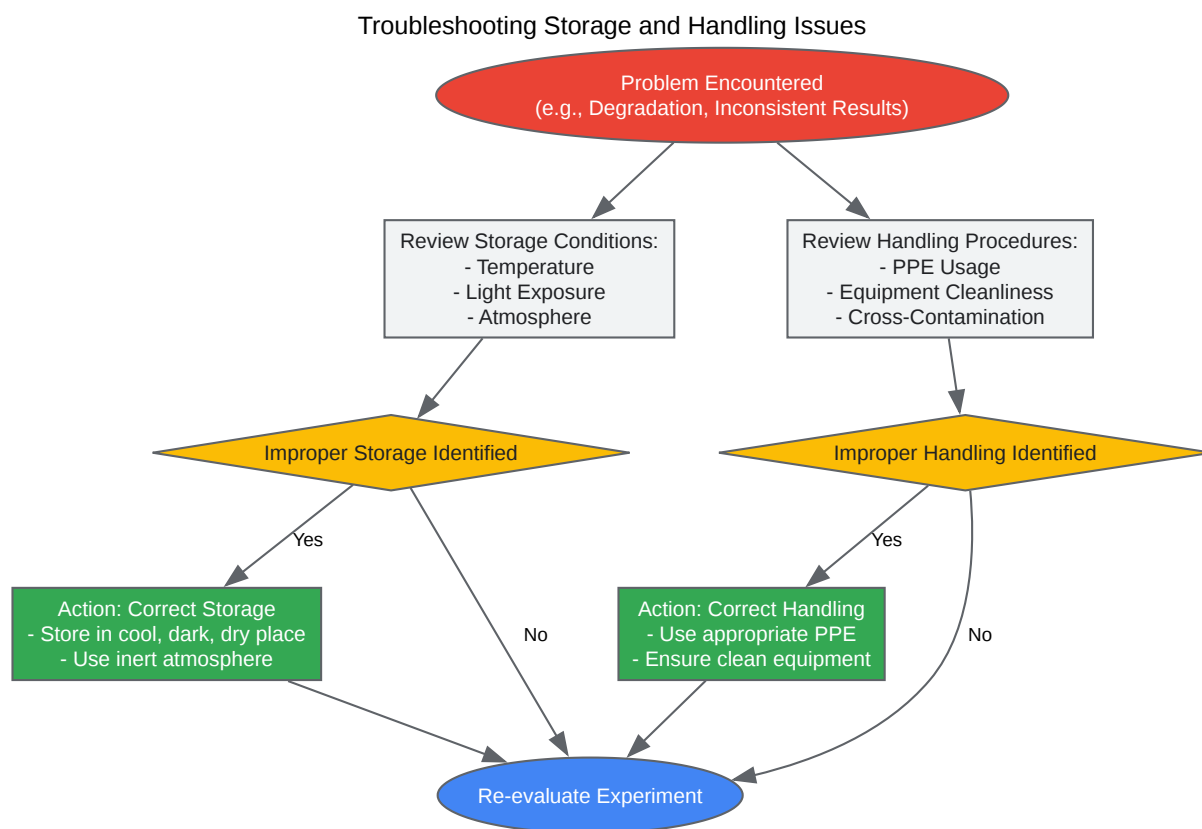 Troubleshooting Storage and Handling Issues
Problem Encountered
(e.g., Degradation, Inconsistent Results)
Review Storage Conditions:
- Temperature
- Light Exposure
- Atmosphere
Review Handling Procedures:
- PPE Usage
- Equipment Cleanliness
- Cross-Contamination
Improper Storage Identified
Improper Handling Identified
Yes
Yes
Action: Correct Storage
- Store in cool, dark, dry place
- Use inert atmosphere
No
Action: Correct Handling
- Use appropriate PPE
- Ensure clean equipment
No
Re-evaluate Experiment